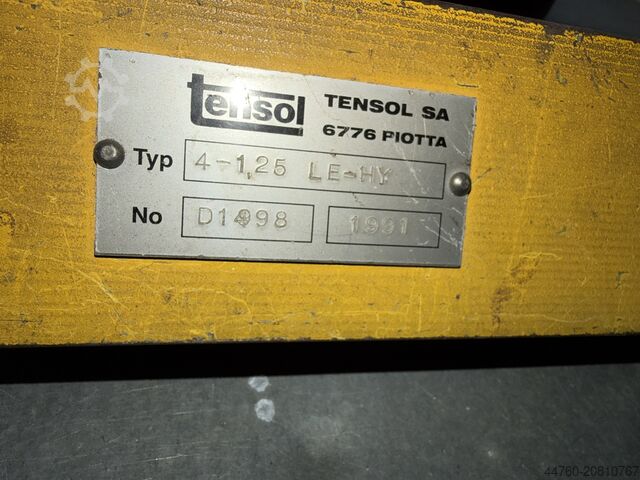 tensol
TENSOL SA
6776 PIOTTA
Typ 4-1,25 LE-HY
No D1498 1991
44760-20810767